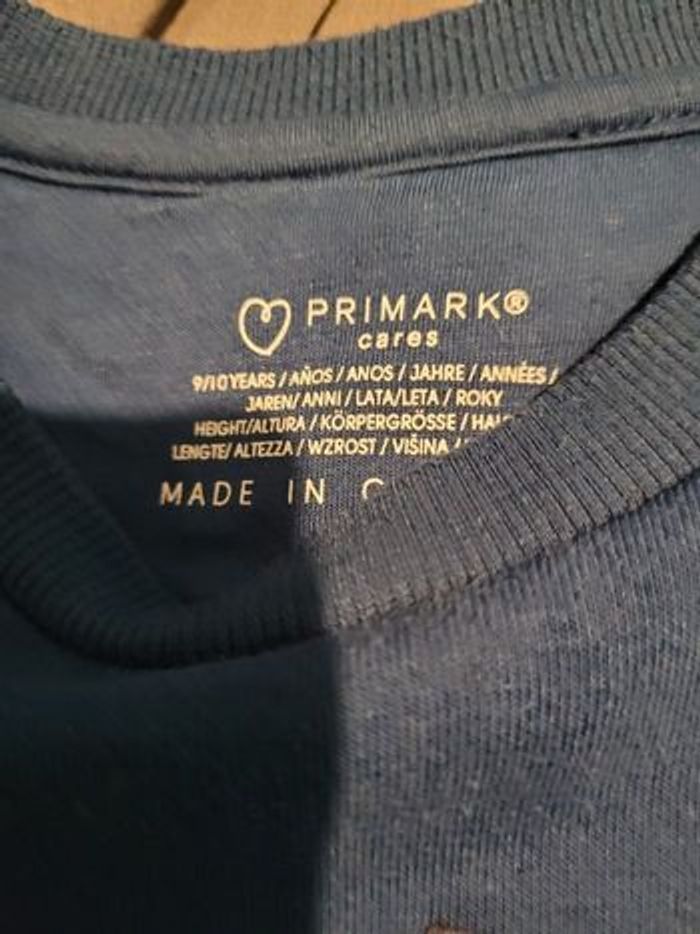 PRIMARK®
cares
9/10 YEARS / AÑOS / ANOS / JAHRE / ANNÉES /
JAREN/ ANNI / LATA/LETA / ROKY
HEIGHT/ALTURA / KÖRPERGRÖSSE /
LENGTE/ ALTEZZA / WZROST / VIŠINA /
MADE IN